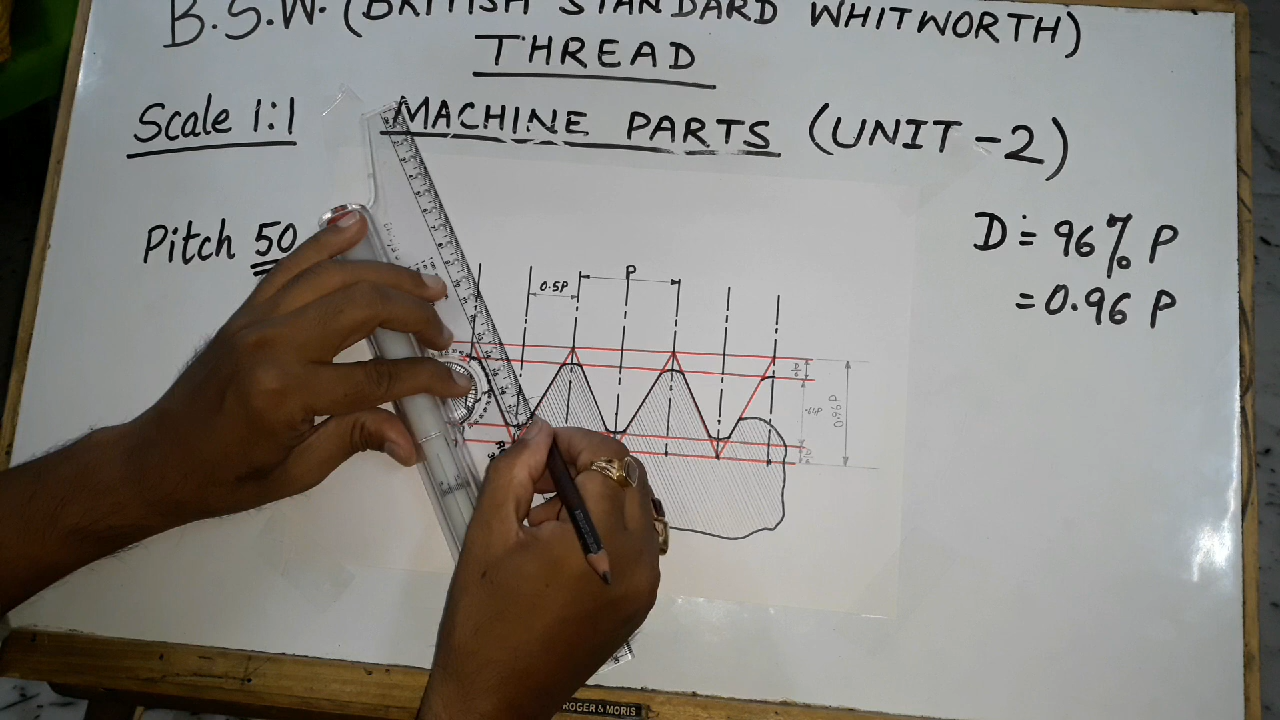 B.S.W. (BRITISH STANDARD WHITWORTH)
THREAD
Scale 1:1
MACHINE PARTS (UNIT-2)
Pitch 50
D = 96% P
= 0.96 P
P
0.5P
0.96P
.64P
ROGER & MORIS